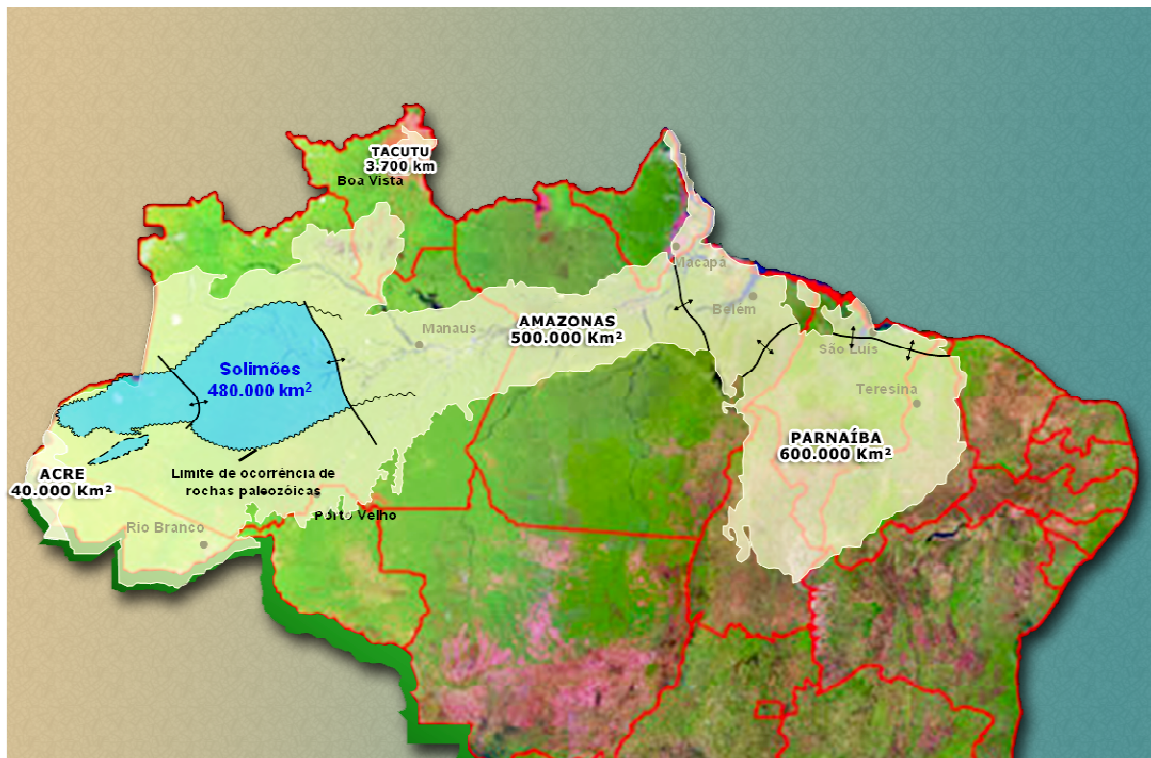 TACUTU
3.700 km
Boa Vista
Macapá
Belém
AMAZONAS
500.000 Km²
Manaus
São Luís
Solimões
480.000 km²
Teresina
PARNAÍBA
600.000 Km²
ACRE
40.000 Km²
Limite de ocorrência de
rochas paleozóicas
Porto Velho
Rio Branco